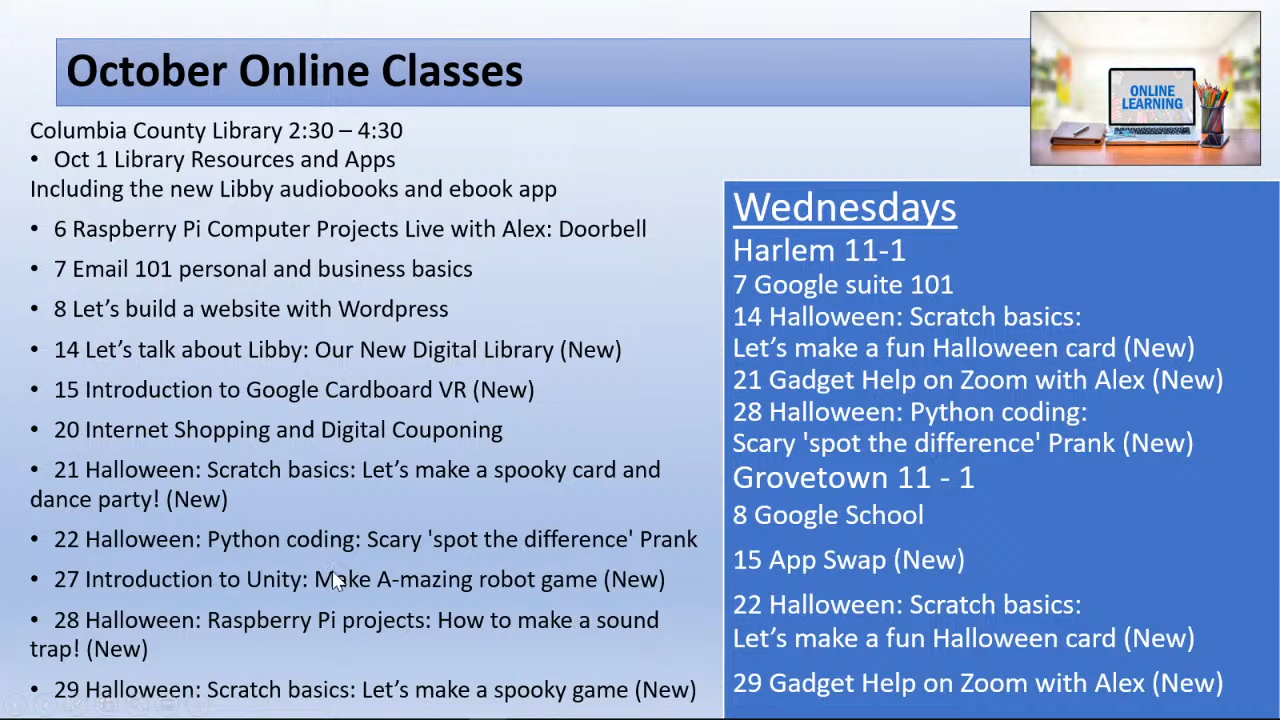 October Online Classes
ONLINE
LEARNING
Columbia County Library 2:30 – 4:30
• Oct 1 Library Resources and Apps
Including the new Libby audiobooks and ebook app
• 6 Raspberry Pi Computer Projects Live with Alex: Doorbell
• 7 Email 101 personal and business basics
• 8 Let’s build a website with Wordpress
• 14 Let’s talk about Libby: Our New Digital Library (New)
• 15 Introduction to Google Cardboard VR (New)
• 20 Internet Shopping and Digital Couponing
• 21 Halloween: Scratch basics: Let’s make a spooky card and
dance party! (New)
• 22 Halloween: Python coding: Scary 'spot the difference' Prank
• 27 Introduction to Unity: Make A-mazing robot game (New)
• 28 Halloween: Raspberry Pi projects: How to make a sound
trap! (New)
• 29 Halloween: Scratch basics: Let’s make a spooky game (New)
Wednesdays
Harlem 11-1
7 Google suite 101
14 Halloween: Scratch basics:
Let’s make a fun Halloween card (New)
21 Gadget Help on Zoom with Alex (New)
28 Halloween: Python coding:
Scary 'spot the difference' Prank (New)
Grovetown 11 - 1
8 Google School
15 App Swap (New)
22 Halloween: Scratch basics:
Let’s make a fun Halloween card (New)
29 Gadget Help on Zoom with Alex (New)